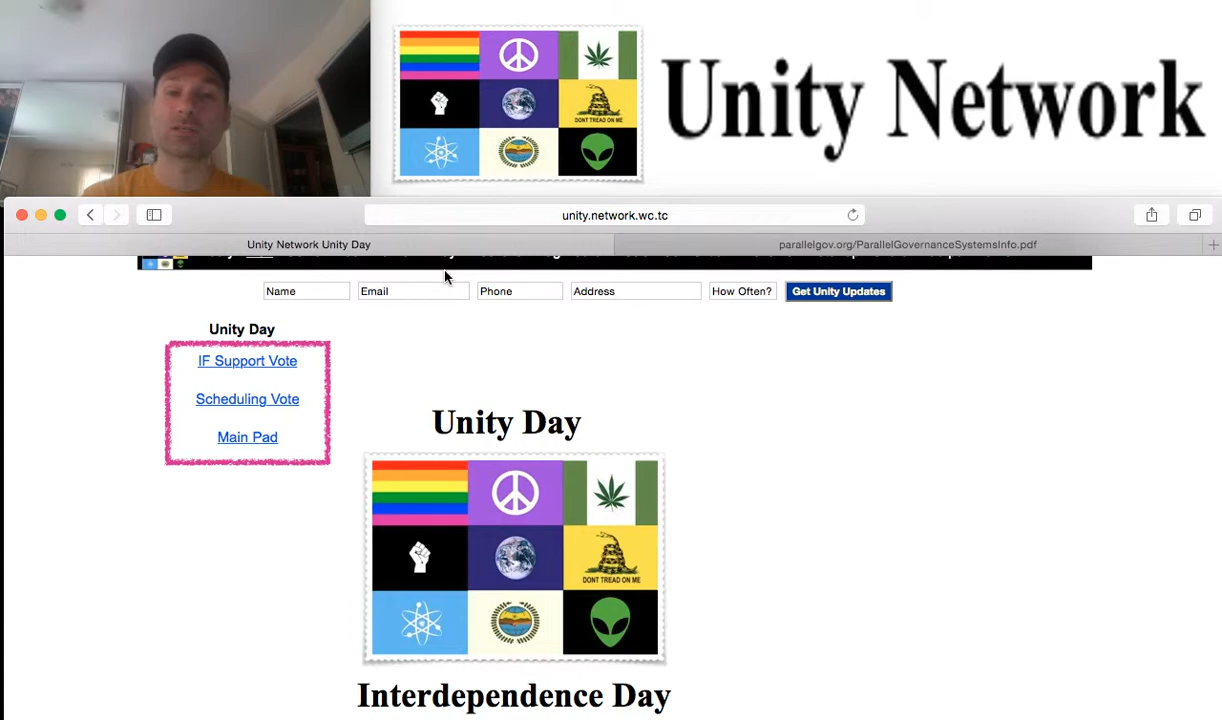 Unity Network
DONT TREAD ON ME
unity.network.wc.tc
Unity Network Unity Day
parallelgov.org/ParallelGovernanceSystemsInfo.pdf
Name
Email
Phone
Address
How Often?
Get Unity Updates
Unity Day
IF Support Vote
Scheduling Vote
Main Pad
Unity Day
DONT TREAD ON ME
Interdependence Day